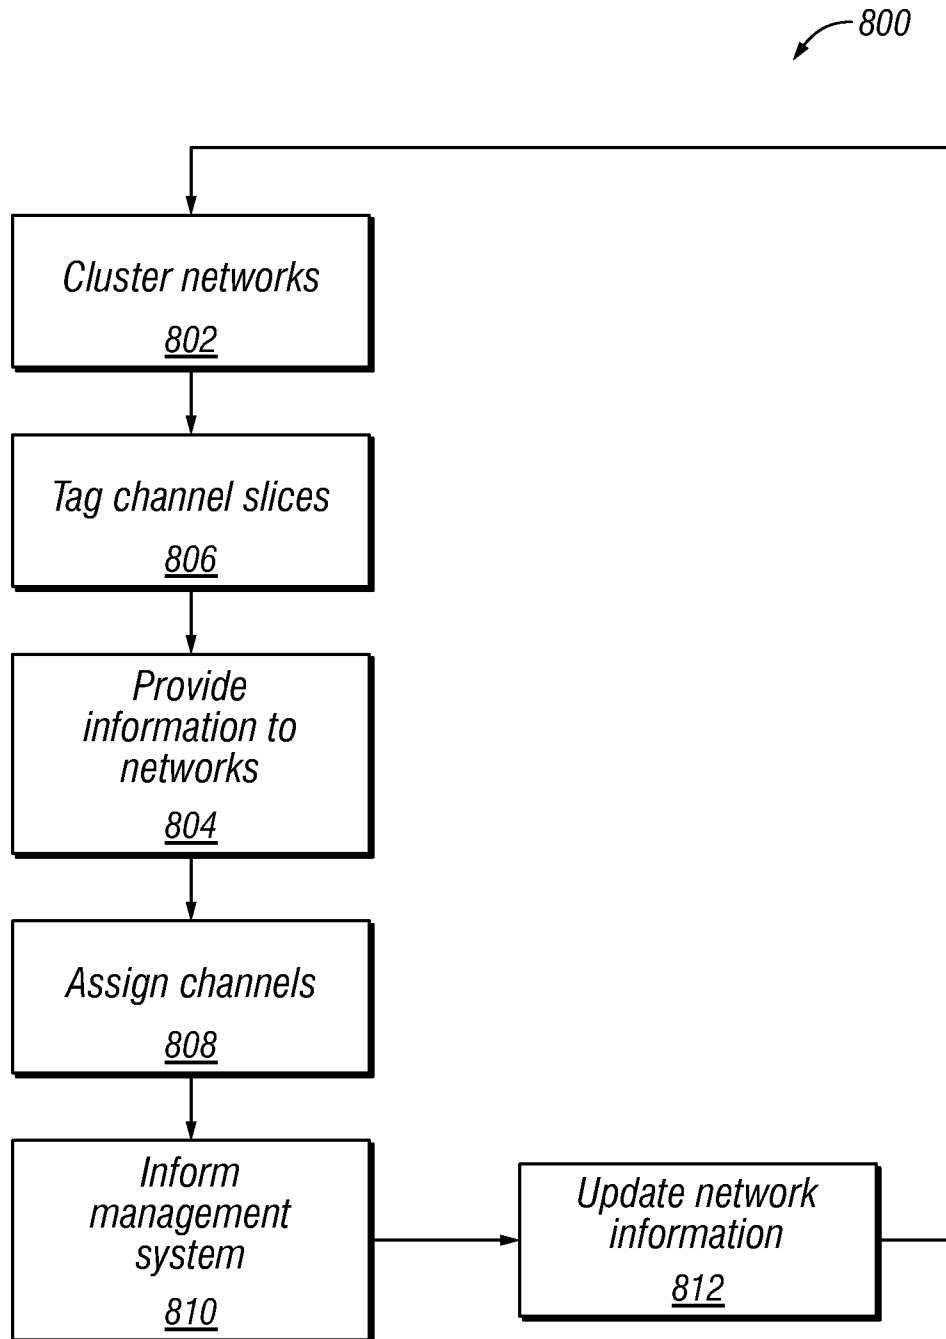 800
Cluster networks
802
Tag channel slices
806
Provide
information to
networks
804
Assign channels
808
Inform
management
system
810
Update network
information
812